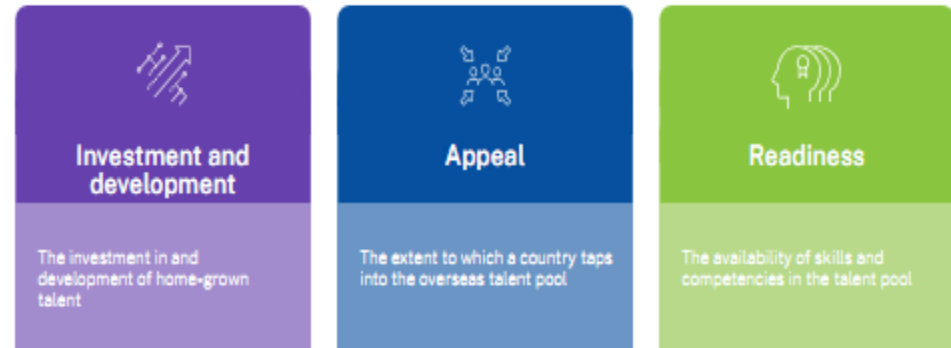 Investment and
development
The investment in and
development of home-grown
talent
Appeal
The extent to which a country taps
into the overseas talent pool
Readiness
The availability of skills and
competencies in the talent pool